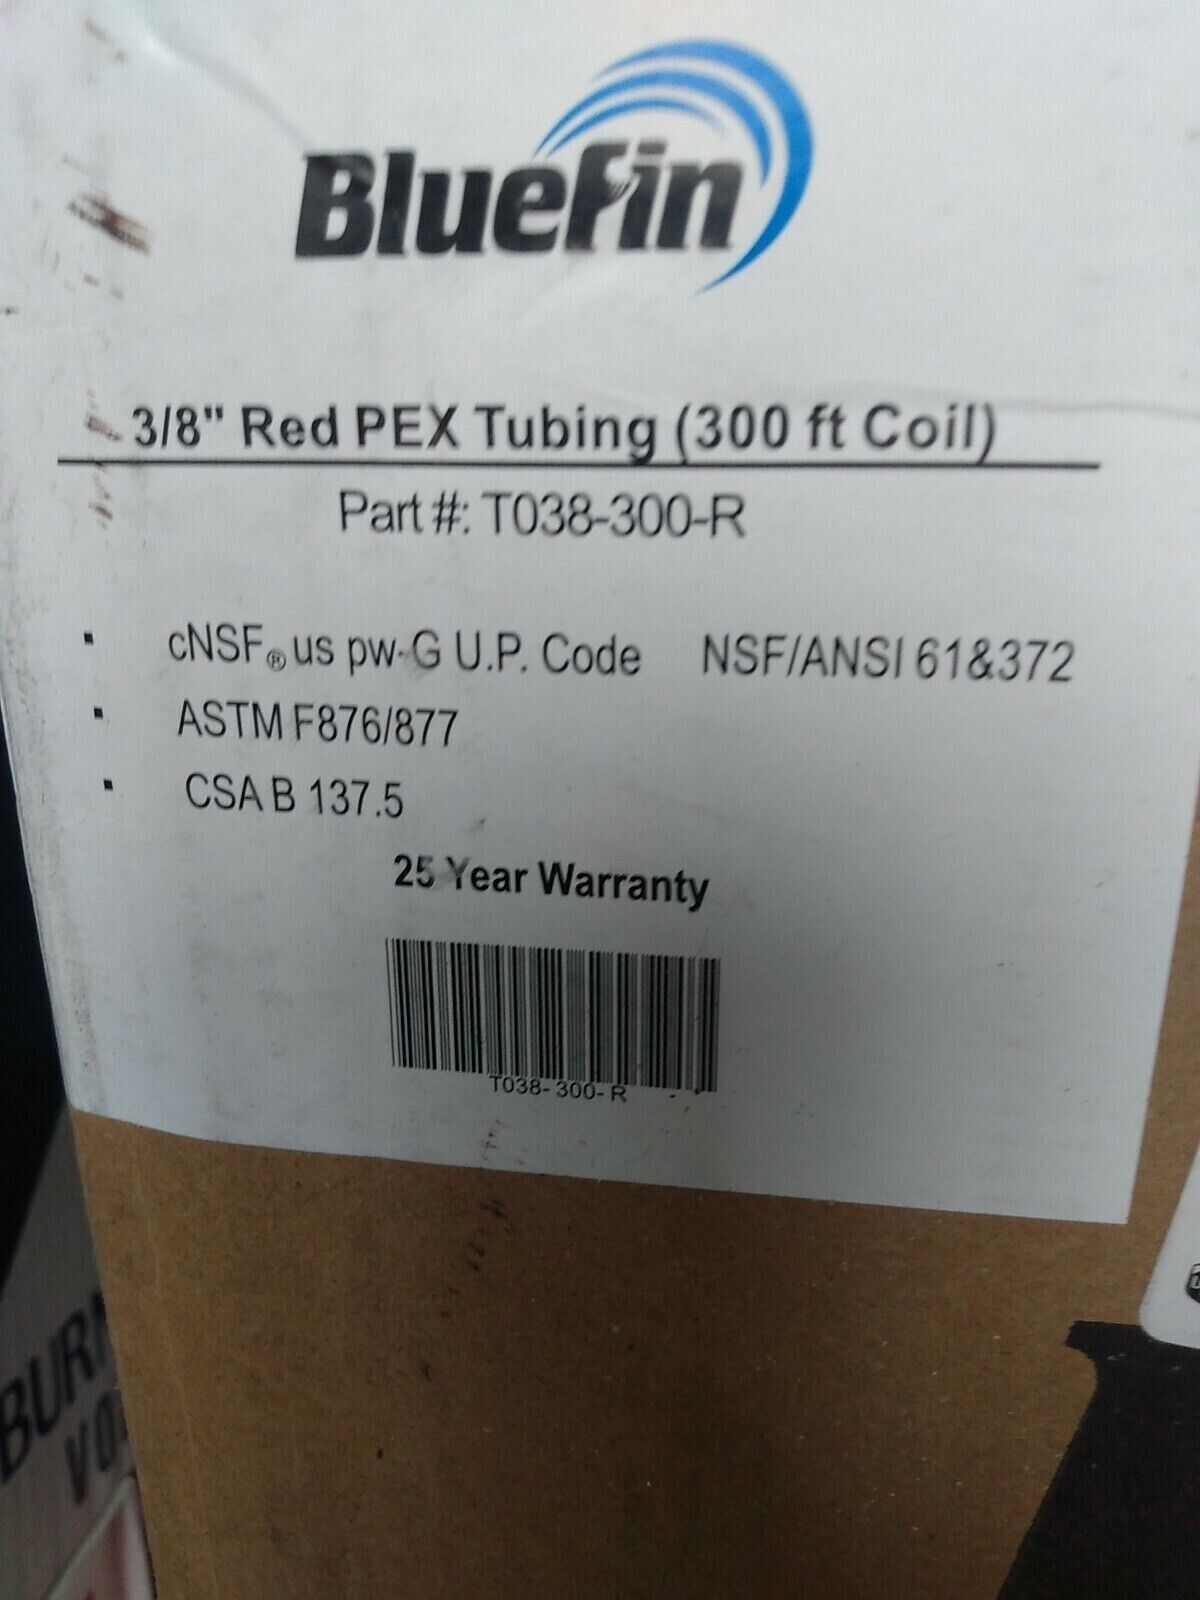 BlueFin
3/8" Red PEX Tubing (300 ft Coil)
Part #: T038-300-R
▪ cNSF® us pw-G U.P. Code NSF/ANSI 61&372
▪ ASTM F876/877
▪ CSA B 137.5
25 Year Warranty
T038-300-R